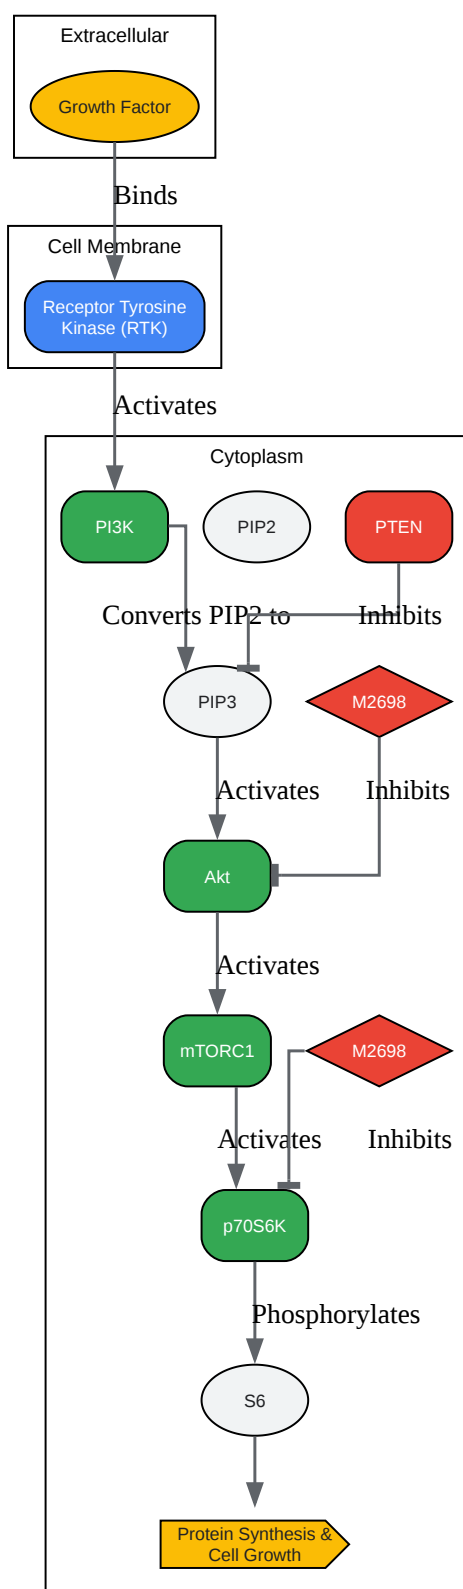 Extracellular
Growth Factor
Binds
Cell Membrane
Receptor Tyrosine
Kinase (RTK)
Activates
Cytoplasm
PI3K
PIP2
PTEN
Converts PIP2 to
Inhibits
PIP3
M2698
Activates
Inhibits
Akt
Activates
mTORC1
M2698
Activates
Inhibits
p70S6K
Phosphorylates
S6
Protein Synthesis &
Cell Growth